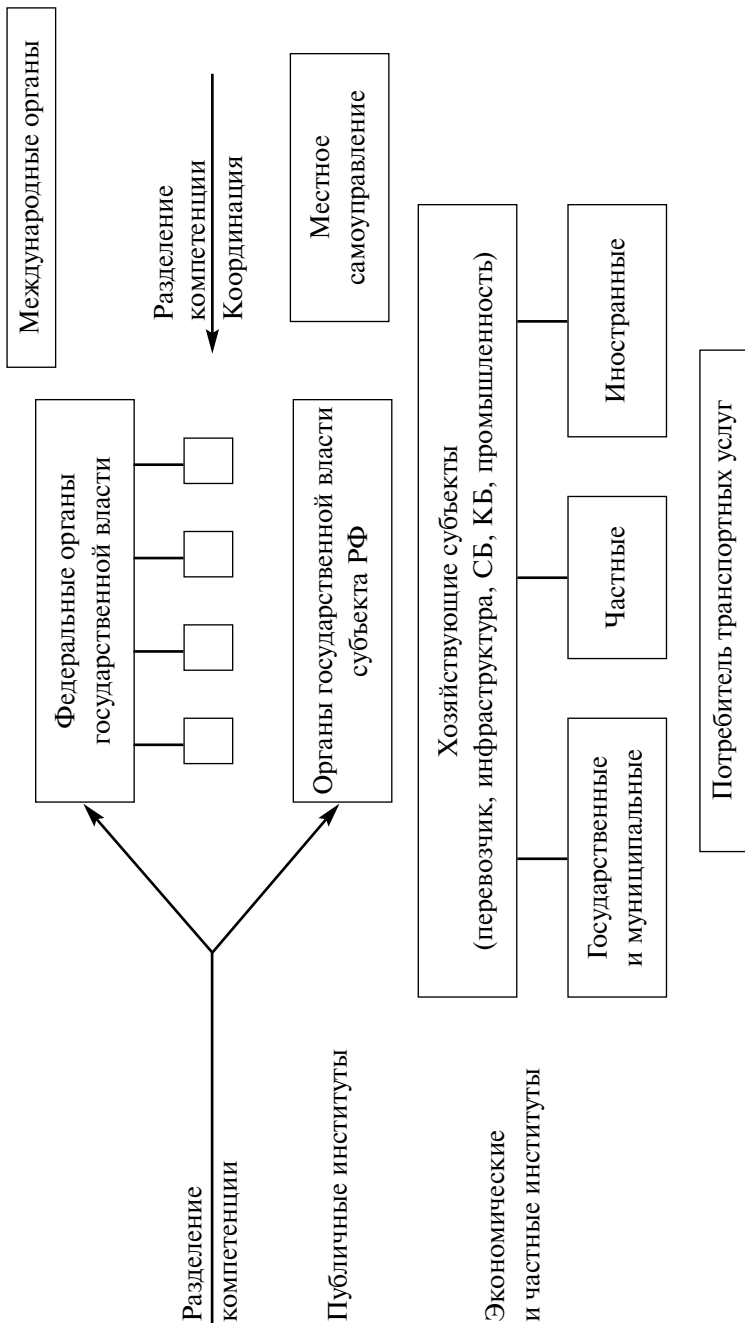 Международные органы
Федеральные органы
государственной власти
Разделение
компетенции
Разделение
компетенции
Координация
Публичные институты
Органы государственной власти
субъекта РФ
Местное
самоуправление
Экономические
и частные институты
Хозяйствующие субъекты
(перевозчик, инфраструктура, СБ, КБ, промышленность)
Государственные
и муниципальные
Частные
Иностранные
Потребитель транспортных услуг